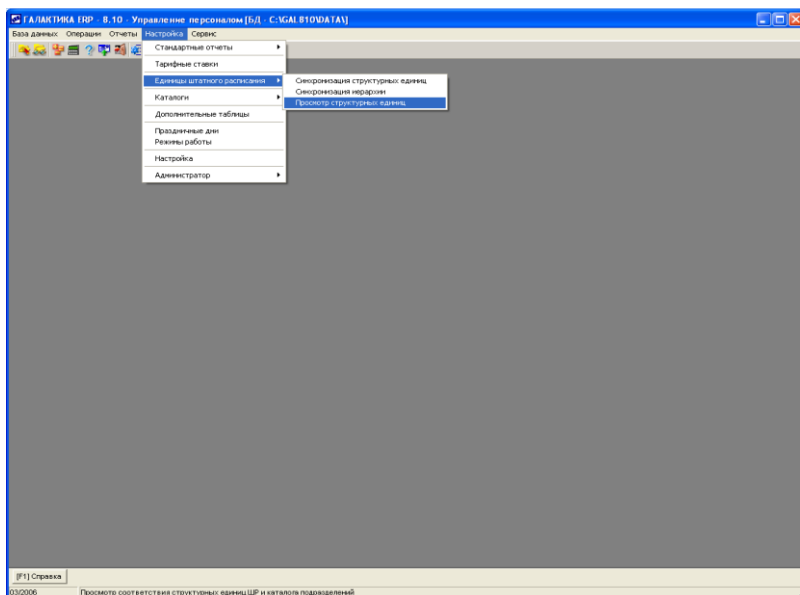 ГАЛАКТИКА ERP - 8.10 - Управление персоналом [БД - C:\GAL810\DATA\]
База данных Операции Отчеты Настройка Сервис
Стандартные отчеты
Тарифные ставки
Единицы штатного расписания
Синхронизация структурных единиц
Синхронизация иерархии
Просмотр структурных единиц
Каталоги
Дополнительные таблицы
Праздничные дни
Режимы работы
Настройка
Администратор
[F1] Справка
03/2006 Просмотр соответствия структурных единиц ШР и каталога подразделений